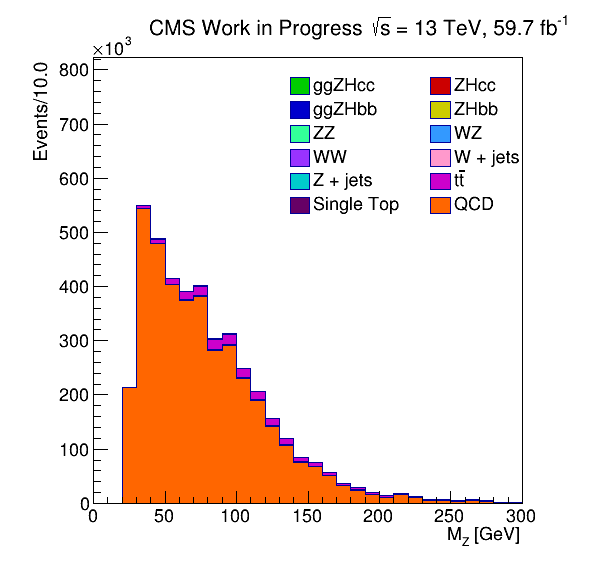 CMS Work in Progress √s = 13 TeV, 59.7 fb⁻¹
×10³
Events/10.0
800
700
600
500
400
300
200
100
0
ggZHcc ZHcc
ggZHbb ZHbb
ZZ WZ
WW W + jets
Z + jets tt̄
Single Top QCD
0 50 100 150 200 250 300
M_Z [GeV]